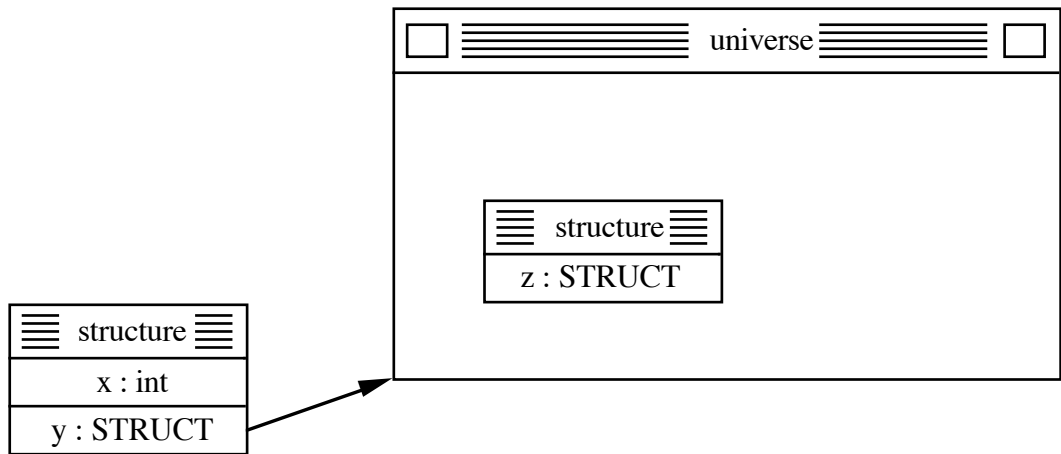 universe
structure
z : STRUCT
structure
x : int
y : STRUCT